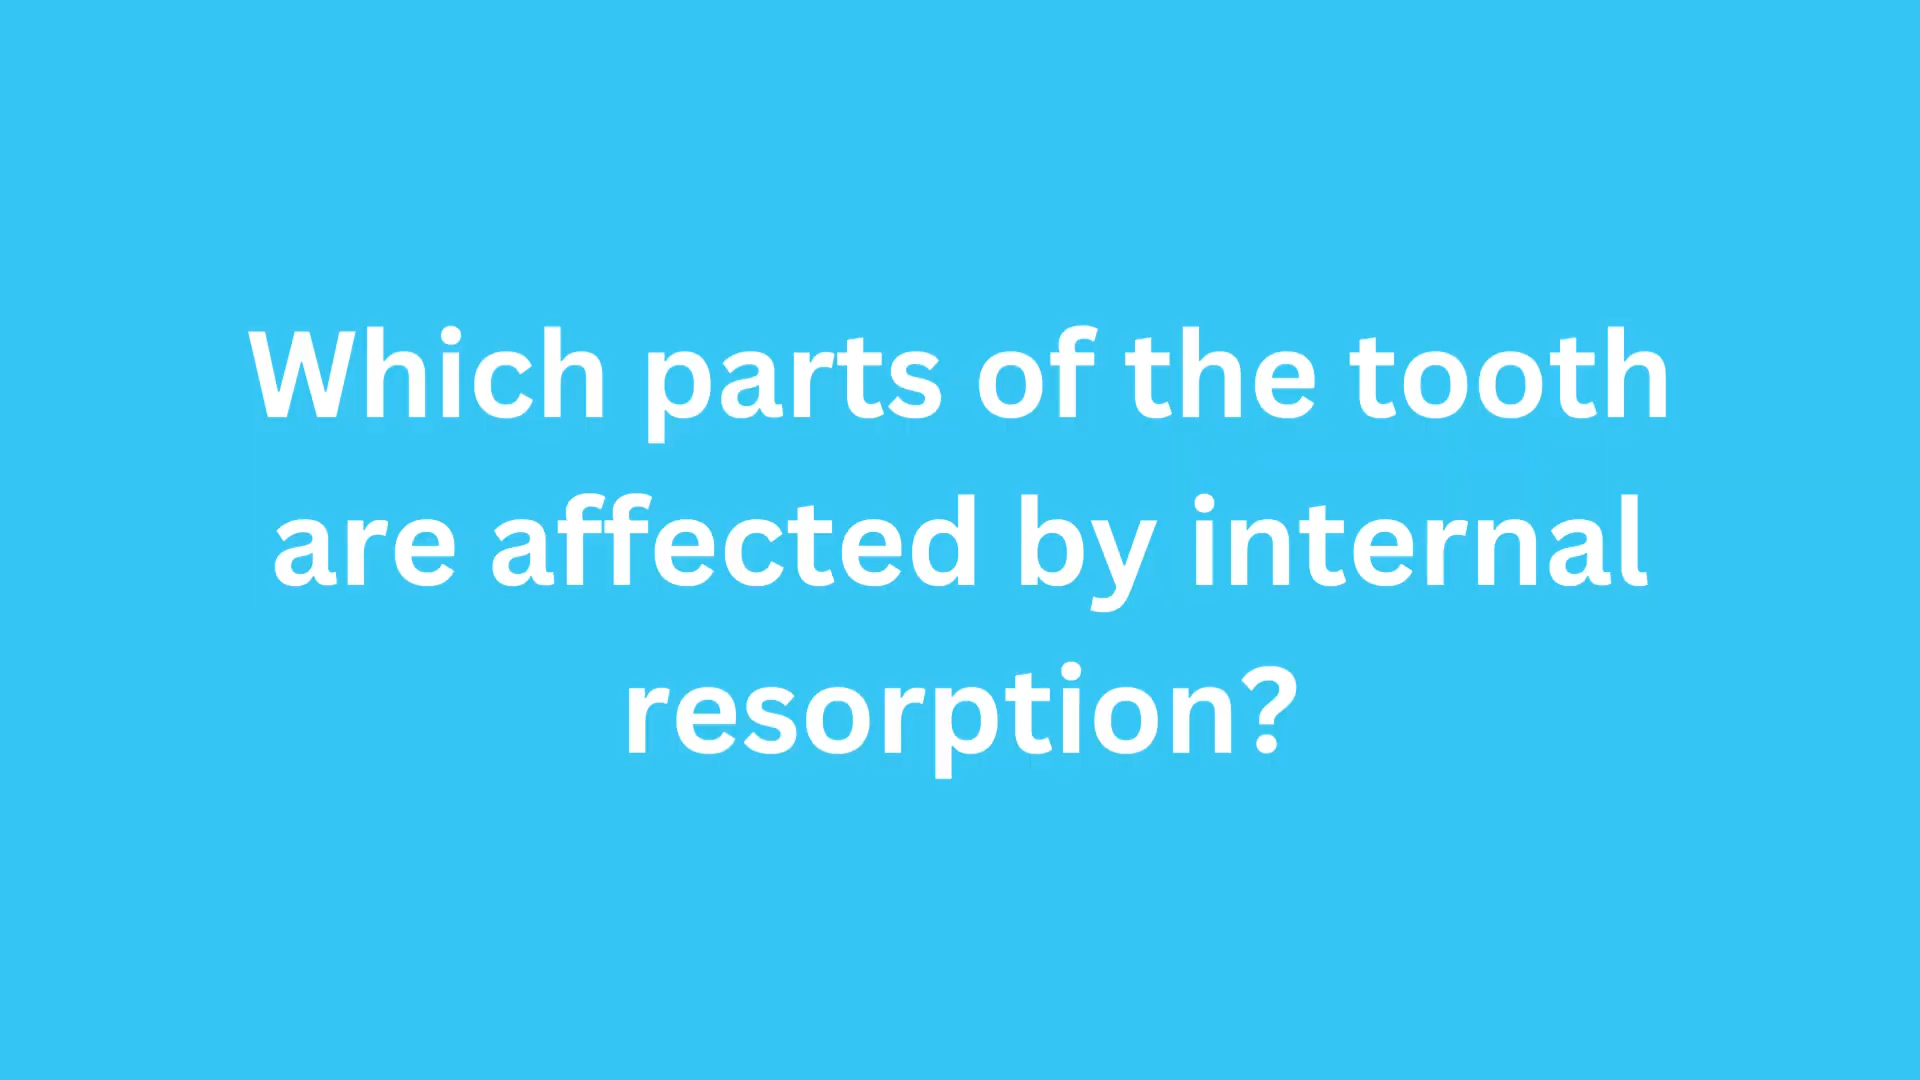 Which parts of the tooth
are affected by internal
resorption?